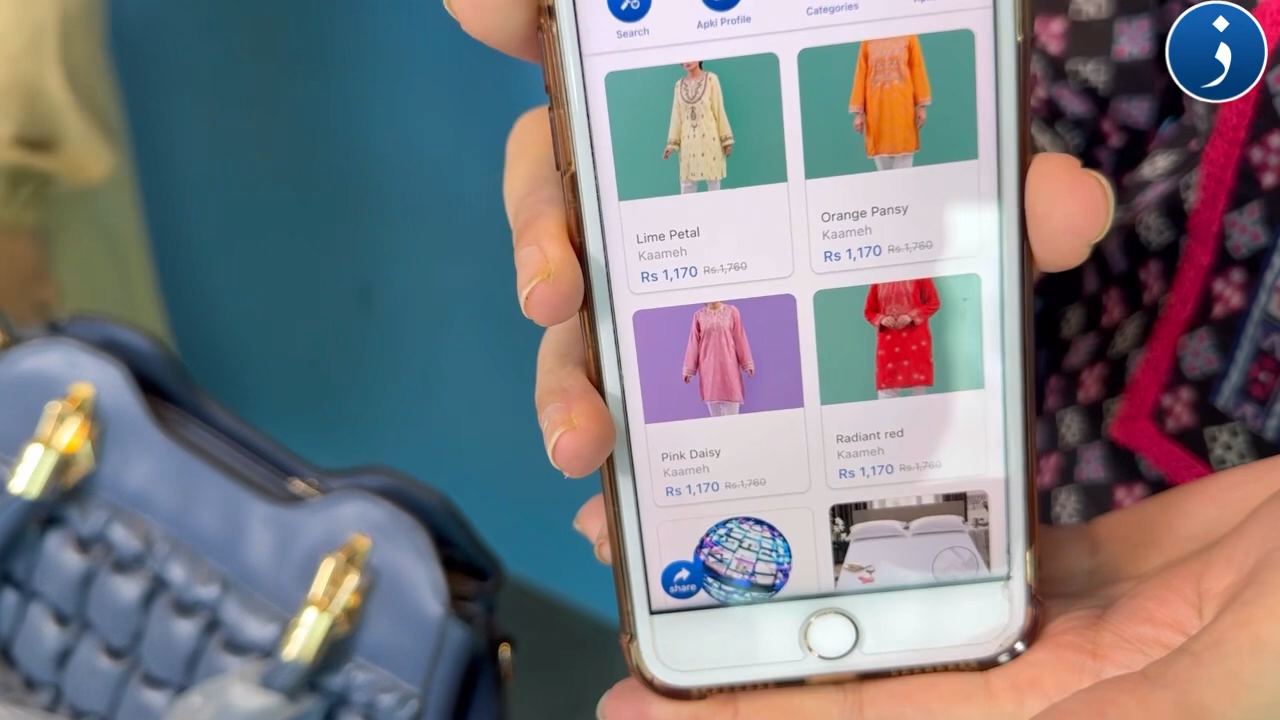 ز
Search
Apki Profile
Categories
Lime Petal
Kaameh
Rs 1,170 Rs.1,760
Orange Pansy
Kaameh
Rs 1,170 Rs.1,760
Pink Daisy
Kaameh
Rs 1,170 Rs.1,760
Radiant red
Kaameh
Rs 1,170 Rs.1,760
share